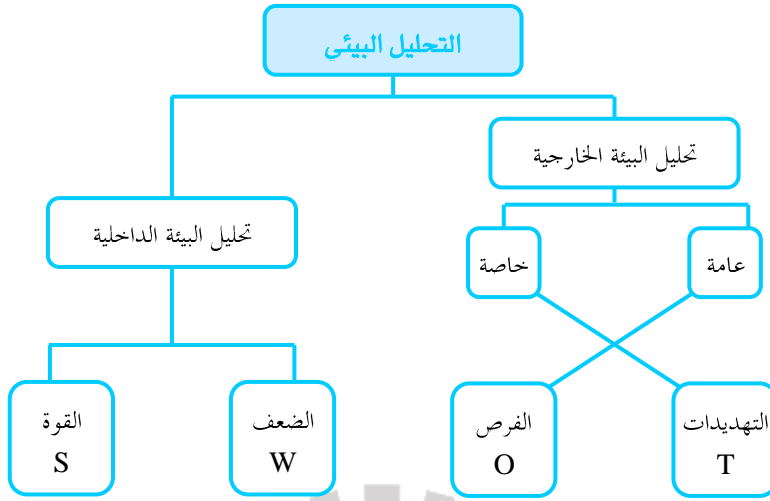 التحليل البيئي
تحليل البيئة الخارجية
تحليل البيئة الداخلية
عامة
خاصة
التهديدات
T
الفرص
O
الضعف
W
القوة
S